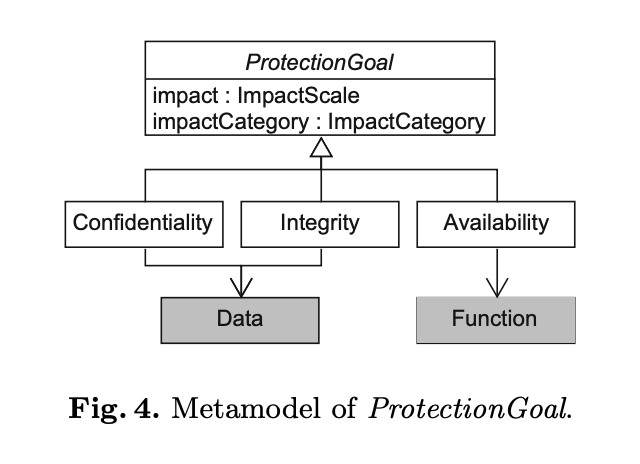 ProtectionGoal
impact : ImpactScale
impactCategory : ImpactCategory
Confidentiality
Integrity
Availability
Data
Function
Fig. 4. Metamodel of ProtectionGoal.